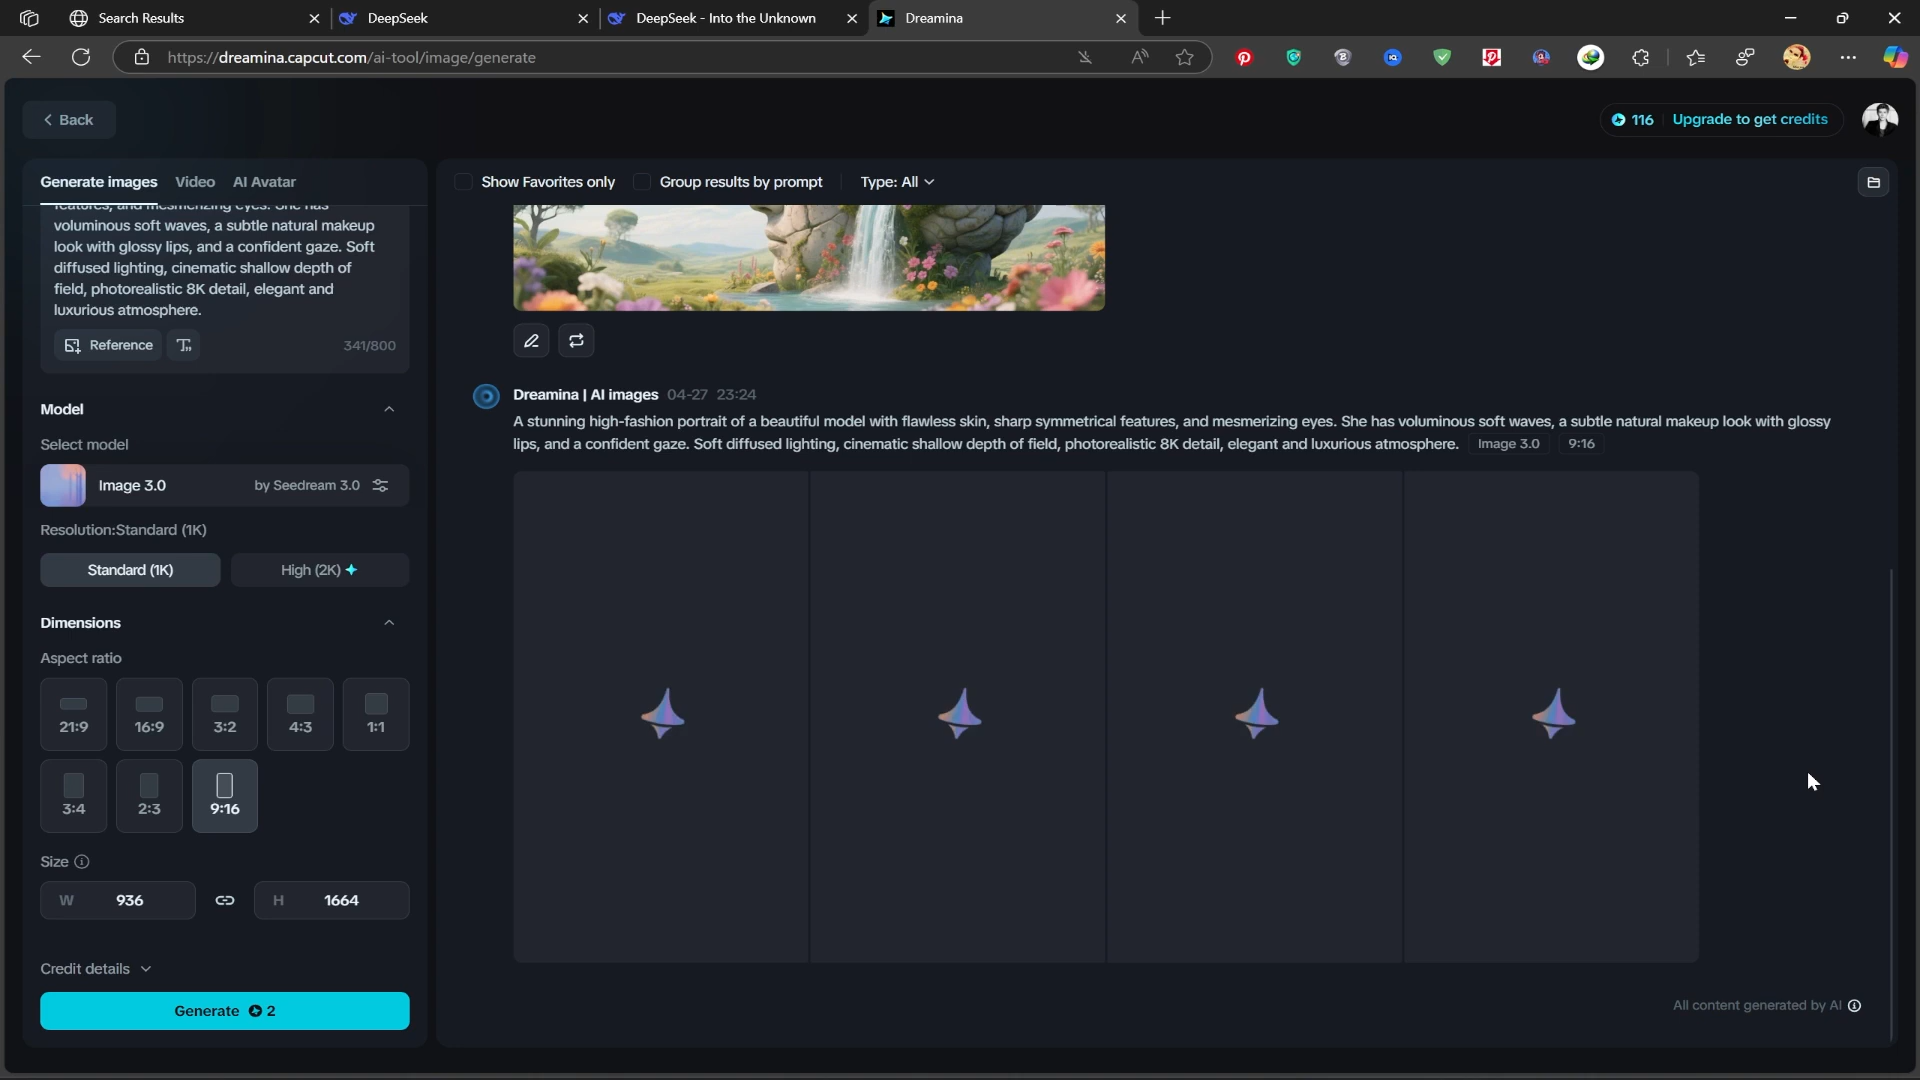 Search Results
DeepSeek
DeepSeek - Into the Unknown
Dreamina
https://dreamina.capcut.com/ai-tool/image/generate
Back
116 Upgrade to get credits
Generate images Video AI Avatar
features, and mesmerizing eyes. She has
voluminous soft waves, a subtle natural makeup
look with glossy lips, and a confident gaze. Soft
diffused lighting, cinematic shallow depth of
field, photorealistic 8K detail, elegant and
luxurious atmosphere.
Reference
341/800
Model
Select model
Image 3.0 by Seedream 3.0
Resolution:Standard (1K)
Standard (1K) High (2K)
Dimensions
Aspect ratio
21:9 16:9 3:2 4:3 1:1
3:4 2:3 9:16
Size
W 936 H 1664
Credit details
Generate 2
Show Favorites only Group results by prompt Type: All
Dreamina | AI images 04-27 23:24
A stunning high-fashion portrait of a beautiful model with flawless skin, sharp symmetrical features, and mesmerizing eyes. She has voluminous soft waves, a subtle natural makeup look with glossy
lips, and a confident gaze. Soft diffused lighting, cinematic shallow depth of field, photorealistic 8K detail, elegant and luxurious atmosphere. Image 3.0 9:16
All content generated by AI